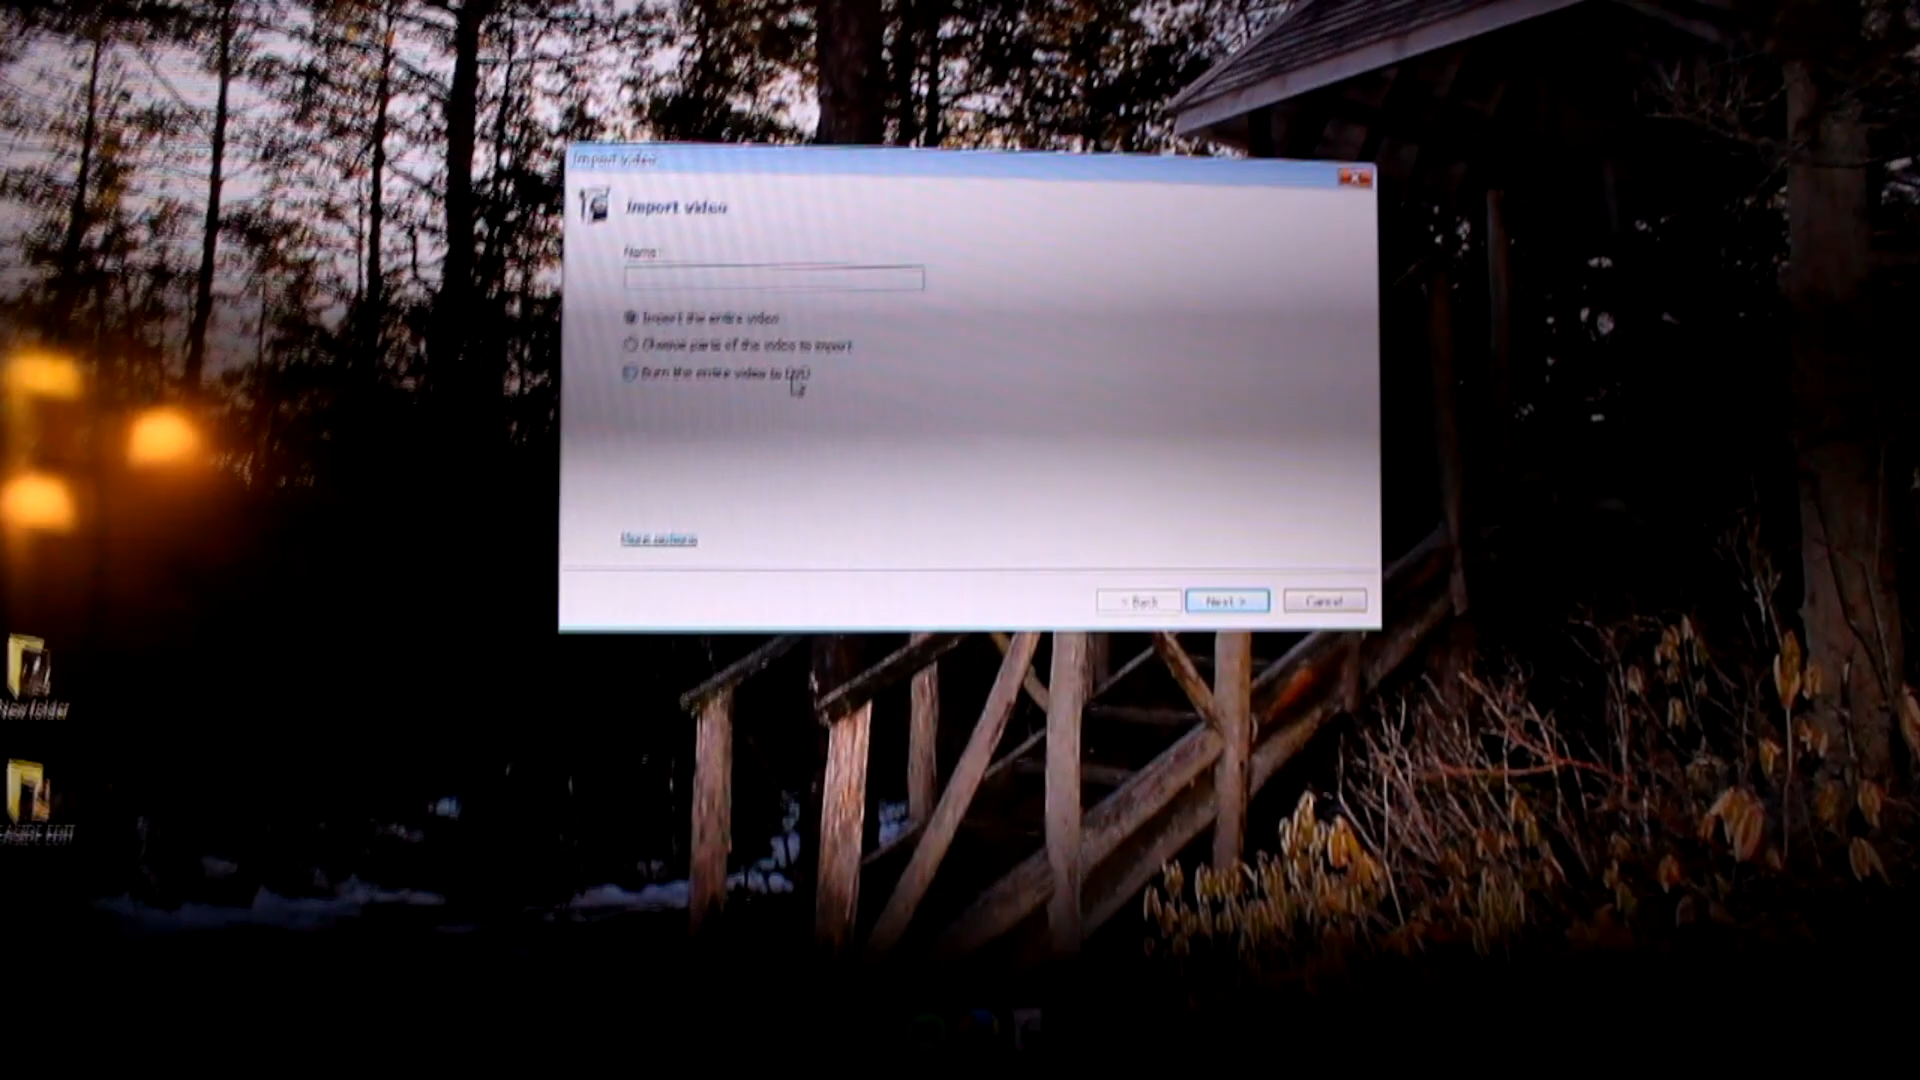 Import video
Import video
Name:
Import the entire video
Choose parts of the video to import
Burn the entire video to DVD
More options
< Back
Next >
Cancel
New folder
EDIT